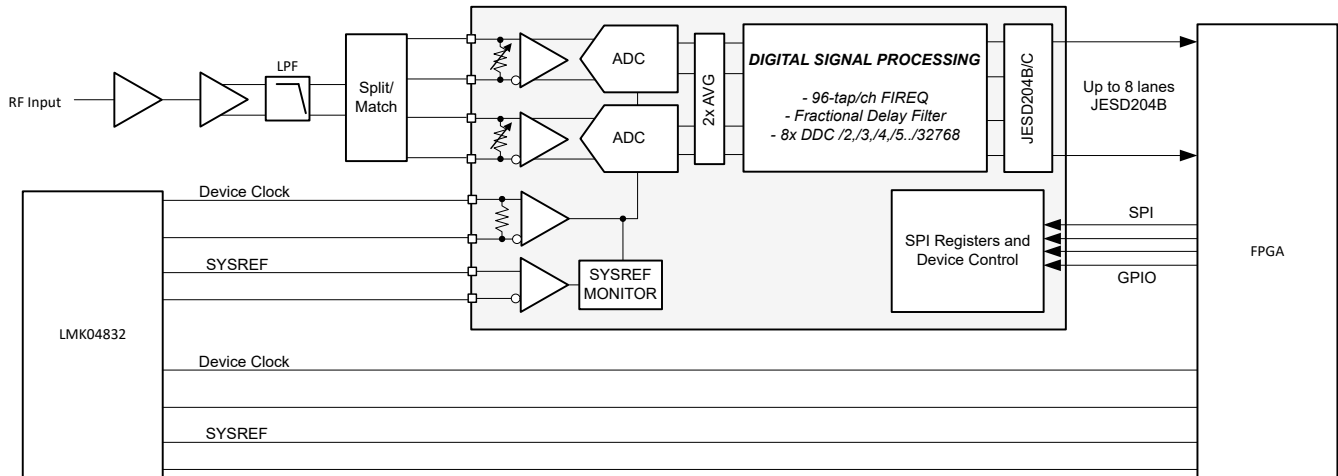 RF Input
LPF
Split/
Match
ADC
ADC
2x AVG
DIGITAL SIGNAL PROCESSING
- 96-tap/ch FIREQ
- Fractional Delay Filter
- 8x DDC /2,/3,/4,/5../32768
JESD204B/C
Up to 8 lanes
JESD204B
Device Clock
SYSREF
SYSREF
MONITOR
SPI Registers and
Device Control
SPI
GPIO
FPGA
LMK04832
Device Clock
SYSREF